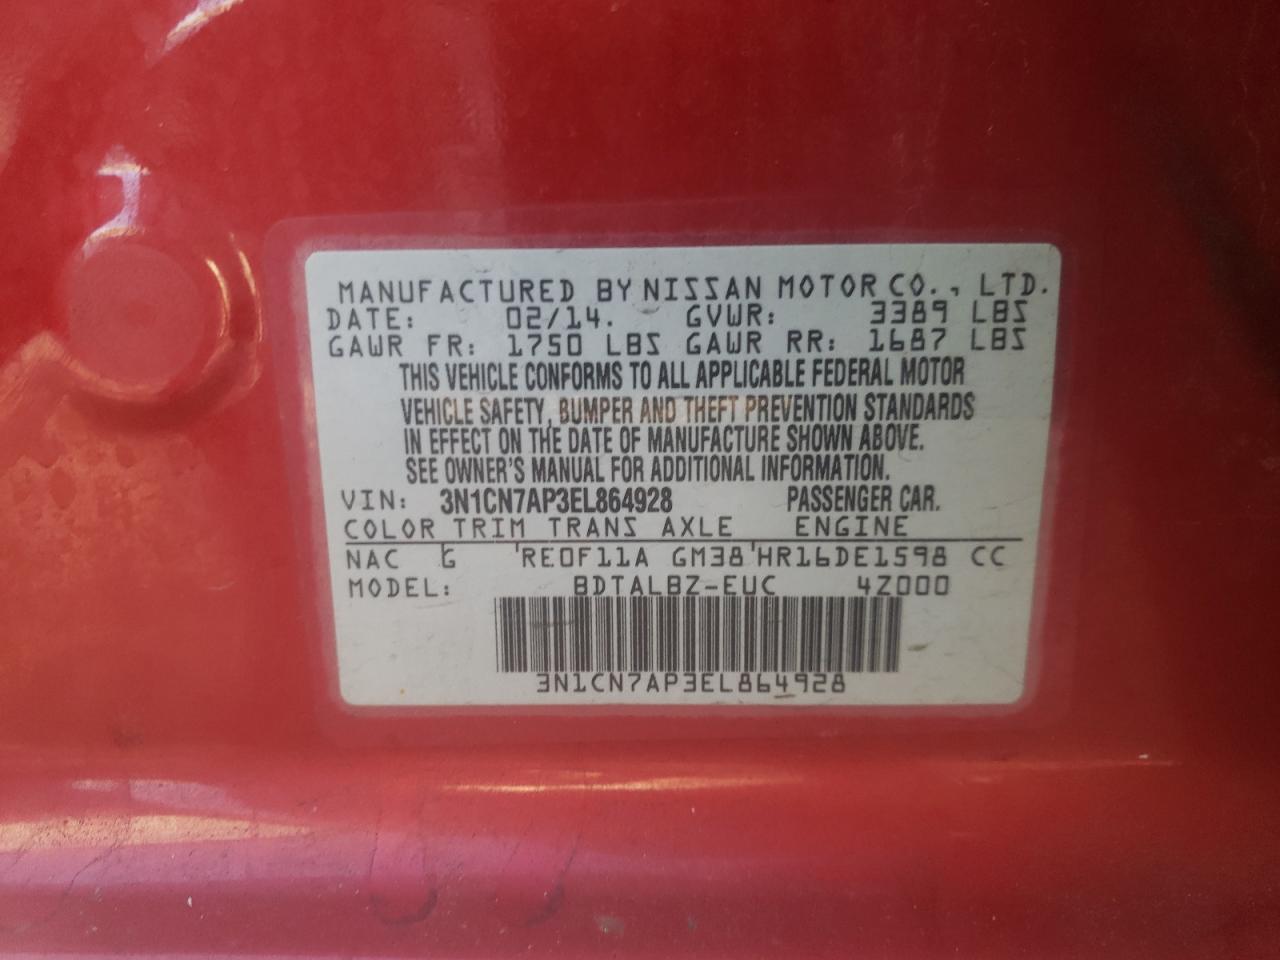 MANUFACTURED BY NISSAN MOTOR CO., LTD.
DATE: 02/14. GVWR: 3389 LBS
GAWR FR: 1750 LBS GAWR RR: 1687 LBS
THIS VEHICLE CONFORMS TO ALL APPLICABLE FEDERAL MOTOR
VEHICLE SAFETY, BUMPER AND THEFT PREVENTION STANDARDS
IN EFFECT ON THE DATE OF MANUFACTURE SHOWN ABOVE.
SEE OWNER'S MANUAL FOR ADDITIONAL INFORMATION.
VIN: 3N1CN7AP3EL864928 PASSENGER CAR.
COLOR TRIM TRANS AXLE ENGINE
NAC G 'RE0F11A GM38'HR16DE1598 CC
MODEL: BDTALBZ-EUC 4Z000
3N1CN7AP3EL864928